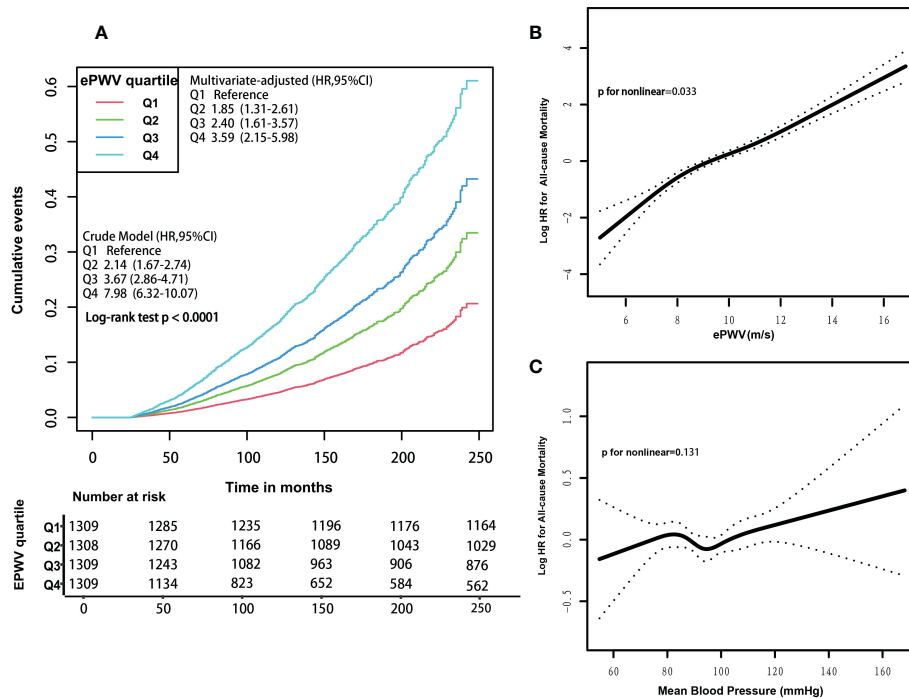 A
ePWV quartile
Q1
Q2
Q3
Q4
Multivariate-adjusted (HR,95%CI)
Q1 Reference
Q2 1.85 (1.31-2.61)
Q3 2.40 (1.61-3.57)
Q4 3.59 (2.15-5.98)
Crude Model (HR,95%CI)
Q1 Reference
Q2 2.14 (1.67-2.74)
Q3 3.67 (2.86-4.71)
Q4 7.98 (6.32-10.07)
Log-rank test p < 0.0001
Cumulative events
0.6
0.5
0.4
0.3
0.2
0.1
0.0
0 50 100 150 200 250
Time in months
Number at risk
EPWV quartile
Q1 1309 1285 1235 1196 1176 1164
Q2 1308 1270 1166 1089 1043 1029
Q3 1309 1243 1082 963 906 876
Q4 1309 1134 823 652 584 562
0 50 100 150 200 250
B
Log HR for All-cause Mortality
4
2
0
−2
−4
p for nonlinear=0.033
6 8 10 12 14 16
ePWV(m/s)
C
Log HR for All-cause Mortality
1.0
0.5
0.0
−0.5
p for nonlinear=0.131
60 80 100 120 140 160
Mean Blood Pressure (mmHg)